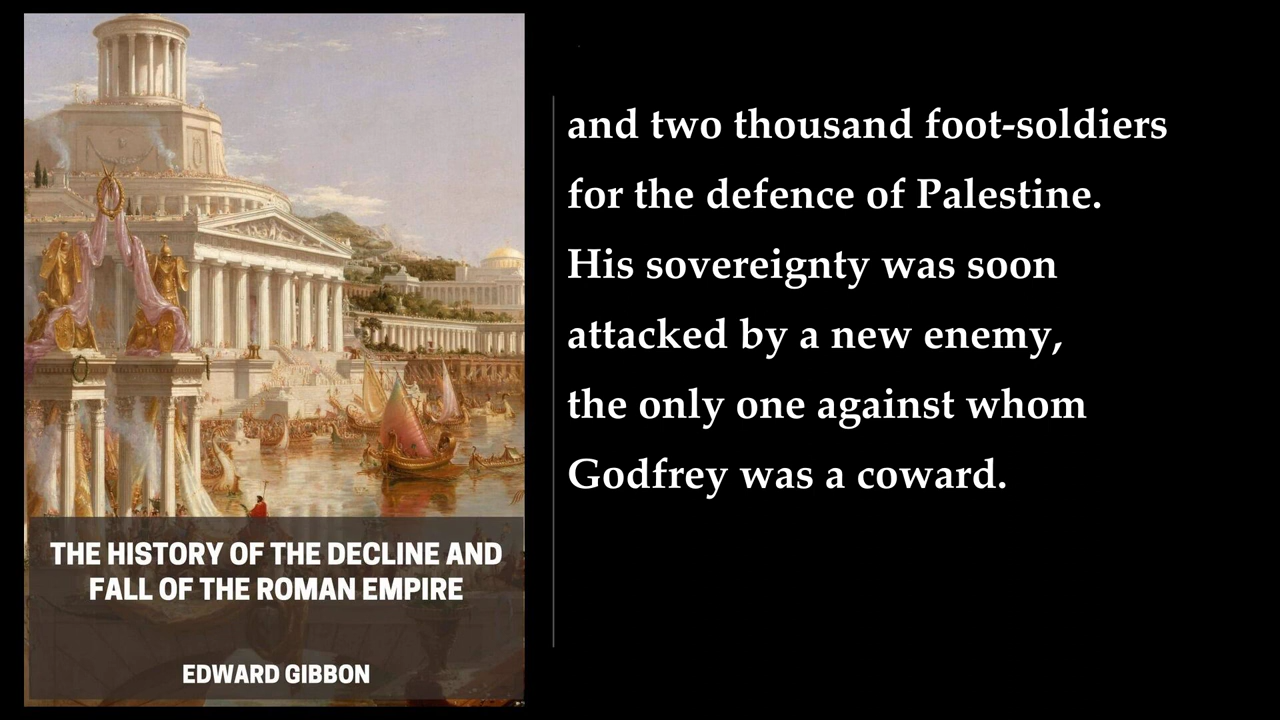 and two thousand foot-soldiers
for the defence of Palestine.
His sovereignty was soon
attacked by a new enemy,
the only one against whom
Godfrey was a coward.
THE HISTORY OF THE DECLINE AND
FALL OF THE ROMAN EMPIRE
EDWARD GIBBON